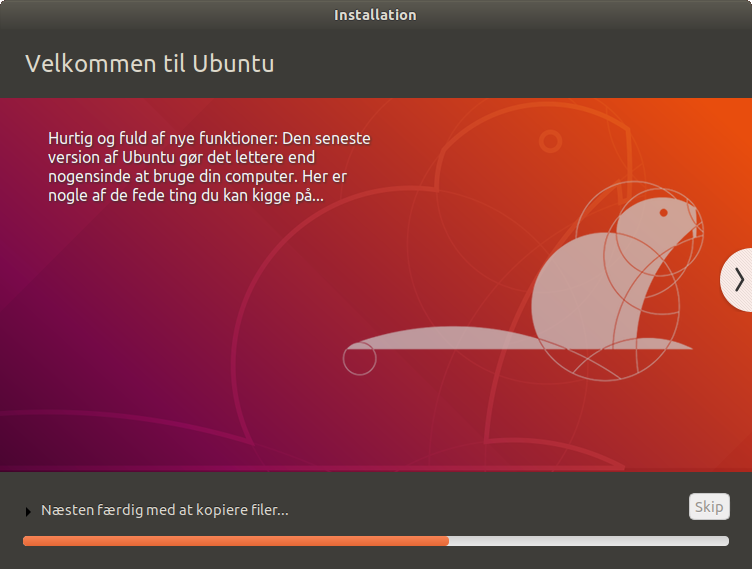 Installation
Velkommen til Ubuntu
Hurtig og fuld af nye funktioner: Den seneste
version af Ubuntu gør det lettere end
nogensinde at bruge din computer. Her er
nogle af de fede ting du kan kigge på...
Næsten færdig med at kopiere filer...
Skip